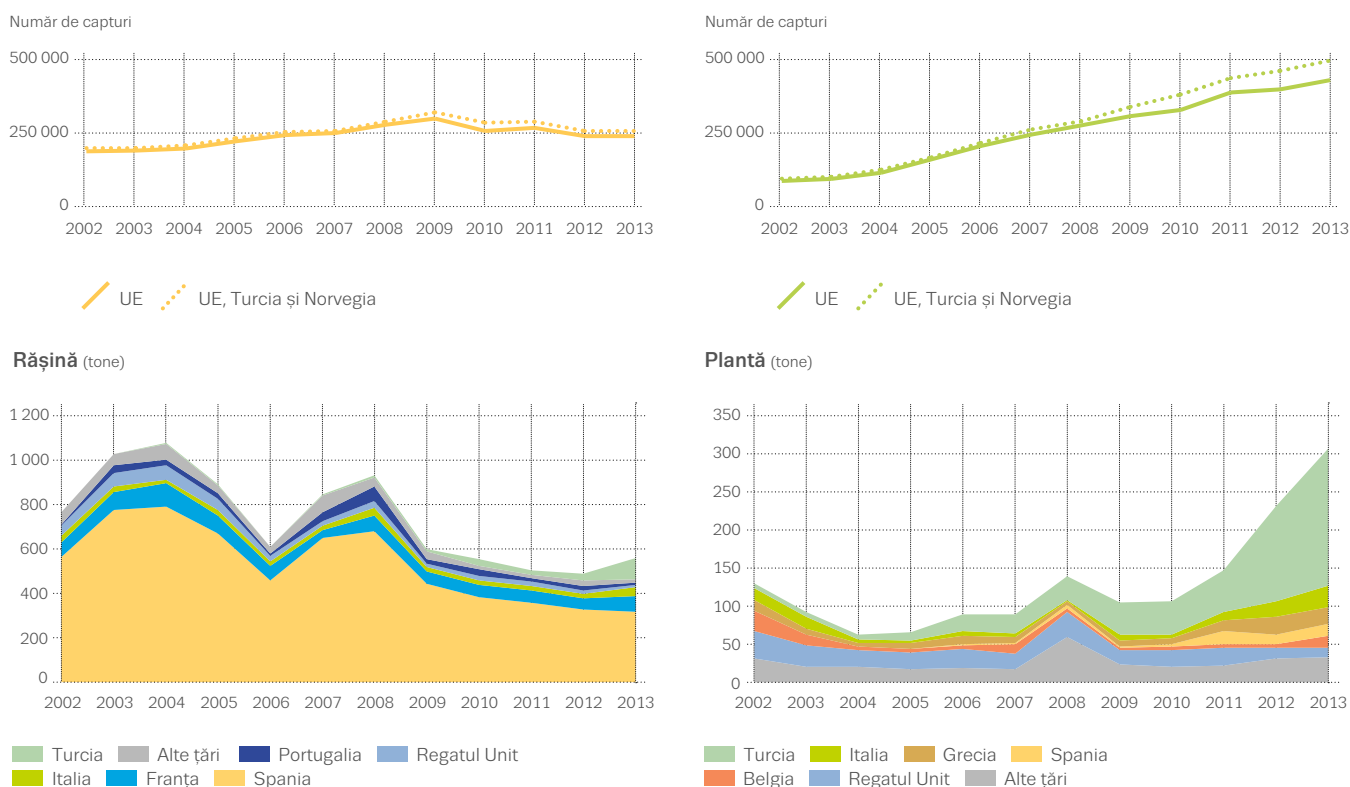 Număr de capturi
500 000
250 000
0
2002 2003 2004 2005 2006 2007 2008 2009 2010 2011 2012 2013
UE UE, Turcia și Norvegia
Număr de capturi
500 000
250 000
0
2002 2003 2004 2005 2006 2007 2008 2009 2010 2011 2012 2013
UE UE, Turcia și Norvegia
Rășină (tone)
1 200
1 000
800
600
400
200
0
2002 2003 2004 2005 2006 2007 2008 2009 2010 2011 2012 2013
Turcia Alte țări Portugalia Regatul Unit
Italia Franța Spania
Plantă (tone)
350
300
250
200
150
100
50
0
2002 2003 2004 2005 2006 2007 2008 2009 2010 2011 2012 2013
Turcia Italia Grecia Spania
Belgia Regatul Unit Alte țări